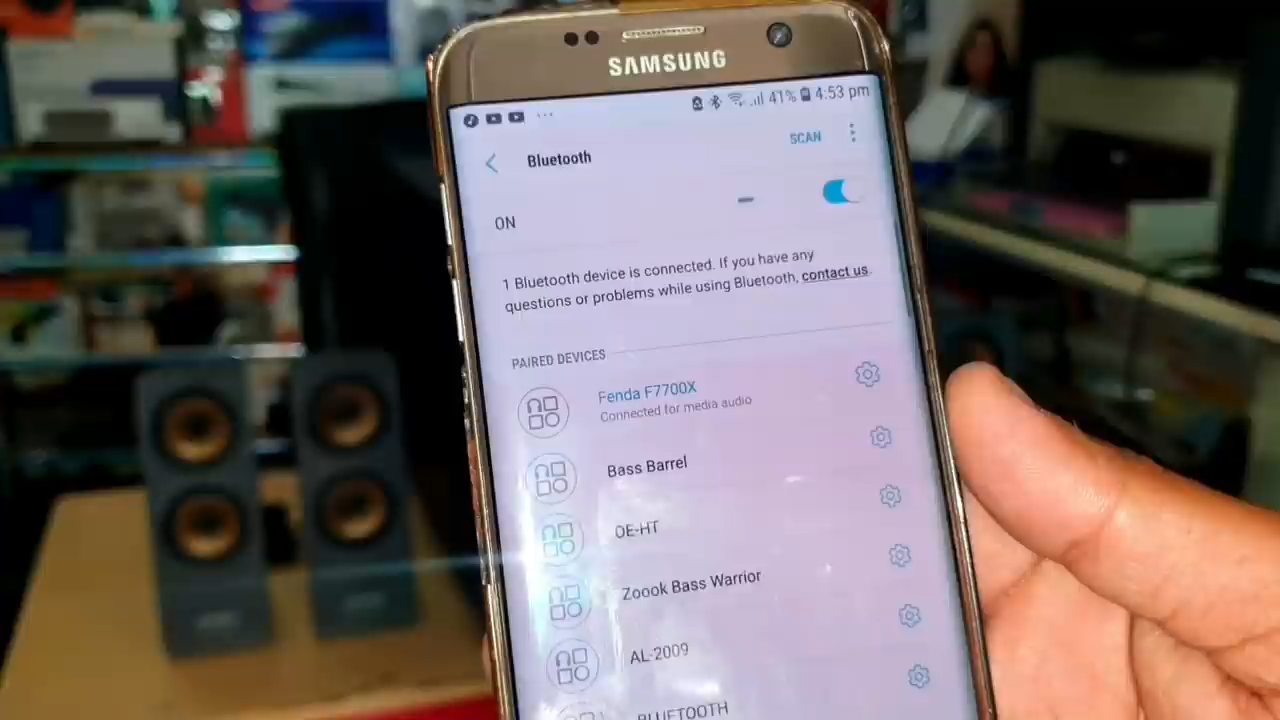 SAMSUNG
41% 4:53 pm
Bluetooth
SCAN
ON
1 Bluetooth device is connected. If you have any
questions or problems while using Bluetooth, contact us.
PAIRED DEVICES
Fenda F7700X
Connected for media audio
Bass Barrel
OE-HT
Zoook Bass Warrior
AL-2009
BLUETOOTH